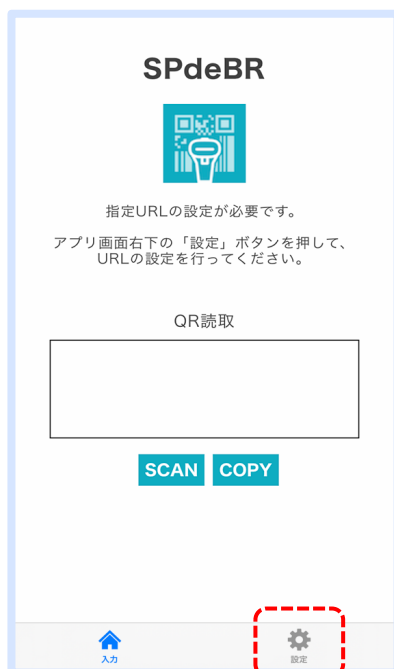 SPdeBR
指定URLの設定が必要です。
アプリ画面右下の「設定」ボタンを押して、
URLの設定を行ってください。
QR読取
SCAN COPY
入力 設定